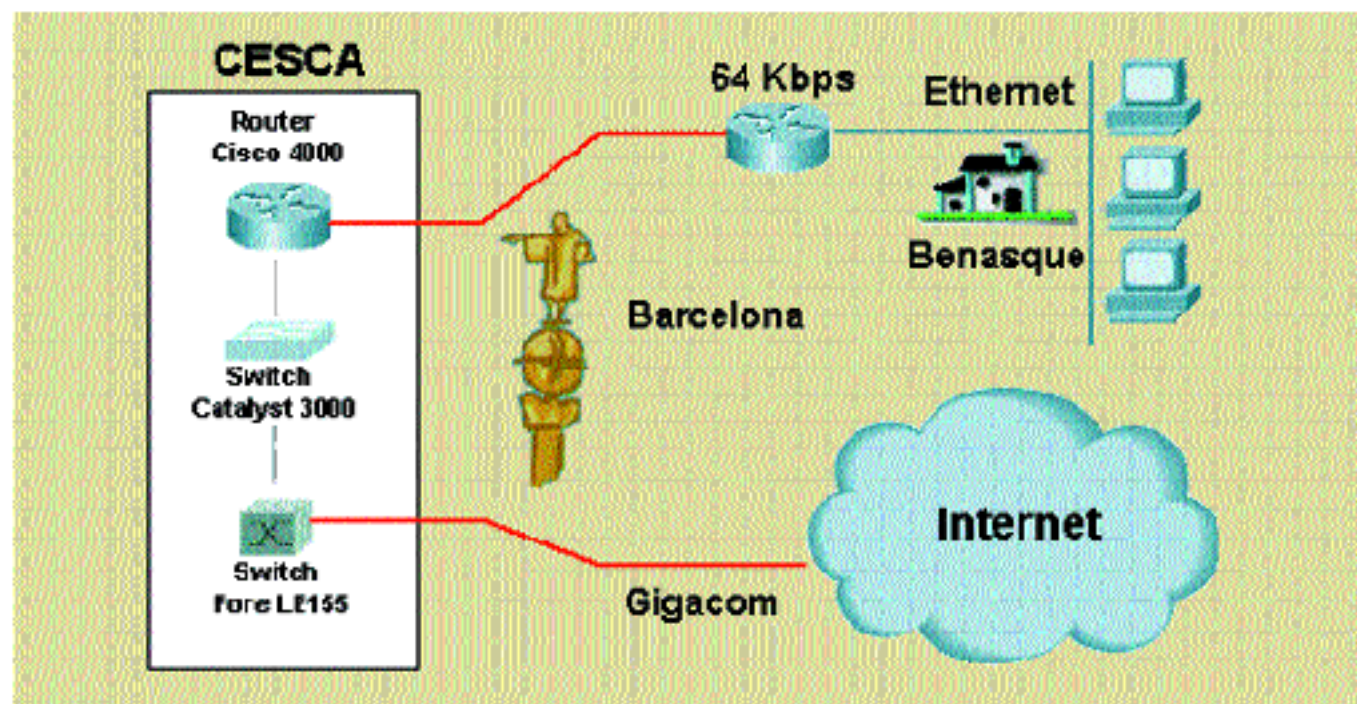 CESCA
Router
Cisco 4000
Switch
Catalyst 3000
Switch
Fore LE155
64 Kbps
Ethernet
Benasque
Barcelona
Internet
Gigacom